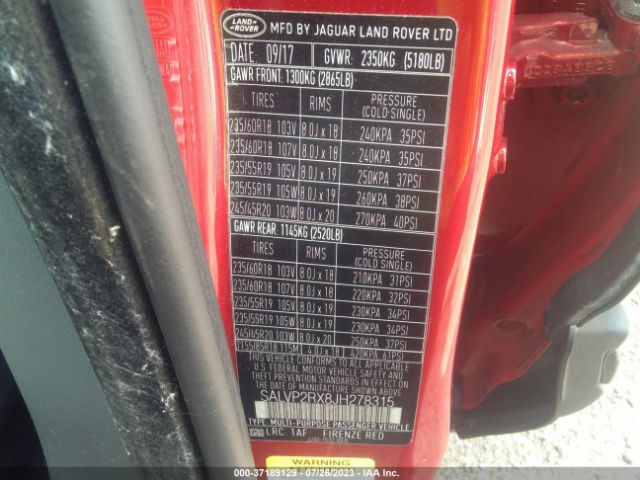 LAND ROVER
MFD BY JAGUAR LAND ROVER LTD
DATE: 09/17 GVWR: 2350KG (5180LB)
GAWR FRONT: 1300KG (2865LB)
TIRES RIMS PRESSURE (COLD·SINGLE)
235/60R18 103V 8.0J x 18 240KPA 35PSI
235/60R18 107V 8.0J x 18 240KPA 35PSI
235/55R19 105W 8.0J x 19 250KPA 37PSI
235/55R19 105W 8.0J x 19 260KPA 38PSI
245/45R20 103W 8.0J x 20 270KPA 40PSI
GAWR REAR: 1145KG (2520LB)
TIRES RIMS PRESSURE (COLD SINGLE)
235/60R18 103V 8.0J x 18 210KPA 31PSI
235/60R18 107V 8.0J x 18 220KPA 32PSI
235/55R19 105V 8.0J x 19 230KPA 34PSI
235/55R19 105W 8.0J x 19 230KPA 34PSI
245/45R20 103W 8.0J x 20 250KPA 37PSI
4.0J x 18 420KPA 61PSI
THIS VEHICLE CONFORMS TO ALL APPLICABLE
U.S. FEDERAL MOTOR VEHICLE SAFETY AND
THEFT PREVENTION STANDARDS IN EFFECT ON
THE DATE OF MANUFACTURE SHOWN ABOVE.
SALVP2RX8JH278315
TYPE: MULTI-PURPOSE PASSENGER VEHICLE
LRC 1AF FIRENZE RED
WARNING
000-37189129 - 07/26/2023 - IAA Inc.